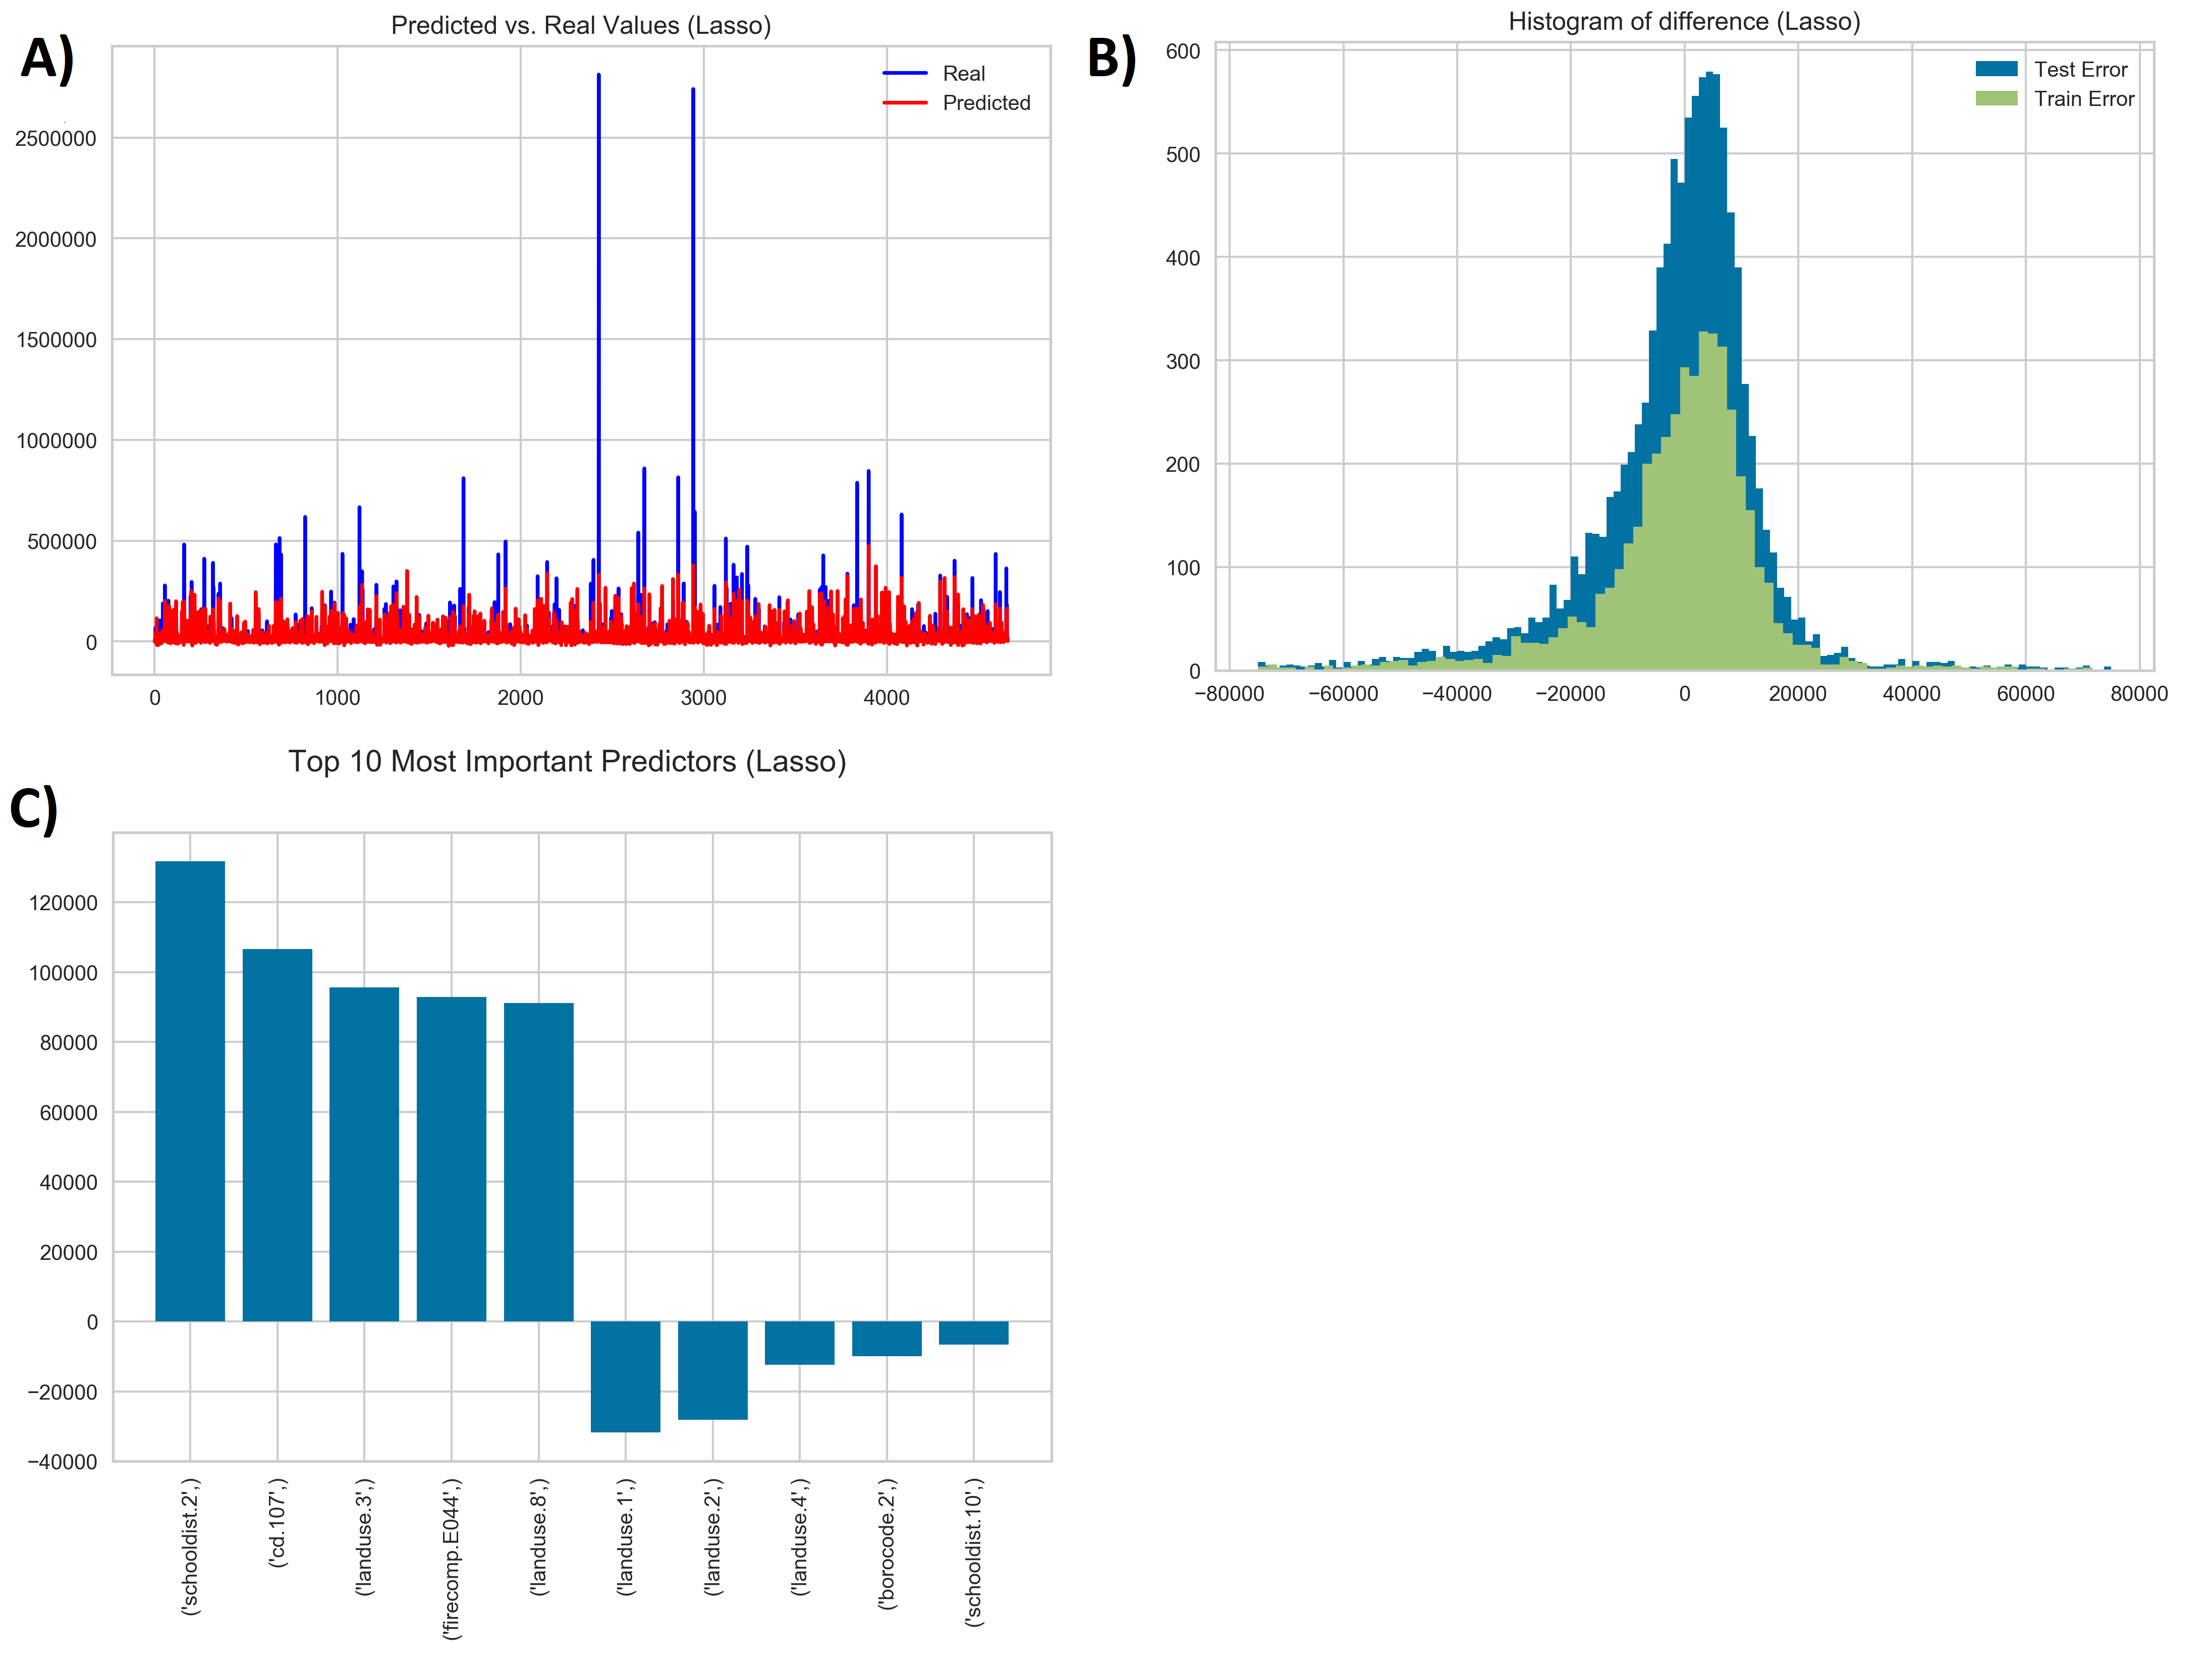 Predicted vs. Real Values (Lasso)
A)
Real
Predicted
2500000
2000000
1500000
1000000
500000
0
0 1000 2000 3000 4000
Histogram of difference (Lasso)
B)
Test Error
Train Error
600
500
400
300
200
100
0
−80000 −60000 −40000 −20000 0 20000 40000 60000 80000
Top 10 Most Important Predictors (Lasso)
C)
120000
100000
80000
60000
40000
20000
0
−20000
−40000
('schooldist.2',)
('cd.107',)
('landuse.3',)
('firecomp.E044',)
('landuse.8',)
('landuse.1',)
('landuse.2',)
('landuse.4',)
('borocode.2',)
('schooldist.10',)